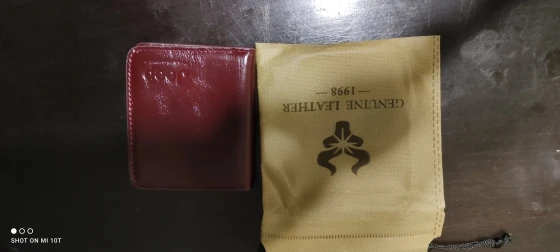 GENUINE LEATHER
— 1998 —
SHOT ON MI 10T